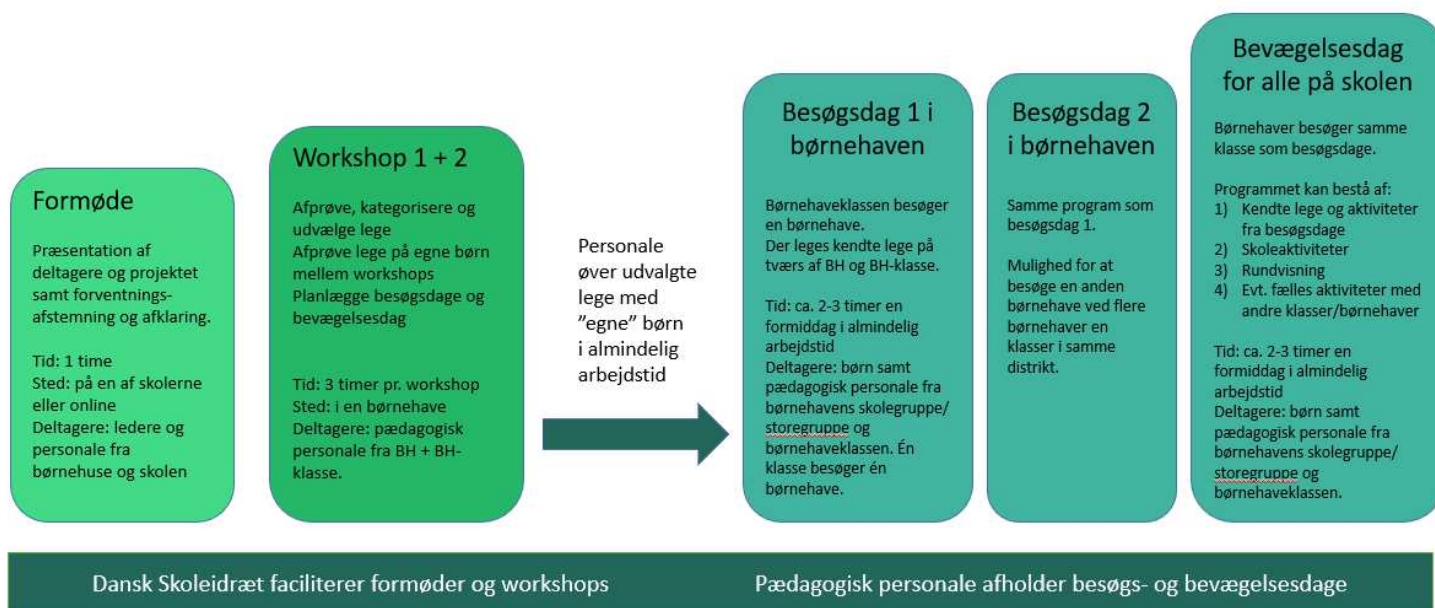 Formøde
Præsentation af
deltagere og projektet
samt forventnings-
afstemning og afklaring.
Tid: 1 time
Sted: på en af skolerne
eller online
Deltagere: ledere og
personale fra
børnehuse og skolen
Workshop 1 + 2
Afprøve, kategorisere og
udvælge lege
Afprøve lege på egne børn
mellem workshops
Planlægge besøgsdage og
bevægelsesdag
Tid: 3 timer pr. workshop
Sted: i en børnehave
Deltagere: pædagogisk
personale fra BH + BH-
klasse.
Personale
øver udvalgte
lege med
”egne” børn
i almindelig
arbejdstid
Besøgsdag 1 i
børnehaven
Børnehaveklassen besøger
en børnehave.
Der leges kendte lege på
tværs af BH og BH-klasse.
Tid: ca. 2-3 timer en
formiddag i almindelig
arbejdstid
Deltagere: børn samt
pædagogisk personale fra
børnehavens skolegruppe/
storegruppe og
børnehaveklassen. Én
klasse besøger én
børnehave.
Besøgsdag 2
i børnehaven
Samme program som
besøgsdag 1.
Mulighed for at
besøge en anden
børnehave ved flere
børnehaver en
klasser i samme
distrikt.
Bevægelsesdag
for alle på skolen
Børnehaver besøger samme
klasse som besøgsdage.
Programmet kan bestå af:
1) Kendte lege og aktiviteter
fra besøgsdage
2) Skoleaktiviteter
3) Rundvisning
4) Evt. fælles aktiviteter med
andre klasser/børnehaver
Tid: ca. 2-3 timer en
formiddag i almindelig
arbejdstid
Deltagere: børn samt
pædagogisk personale fra
børnehavens skolegruppe/
storegruppe og
børnehaveklassen.
Dansk Skoleidræt faciliterer formøder og workshops
Pædagogisk personale afholder besøgs- og bevægelsesdage